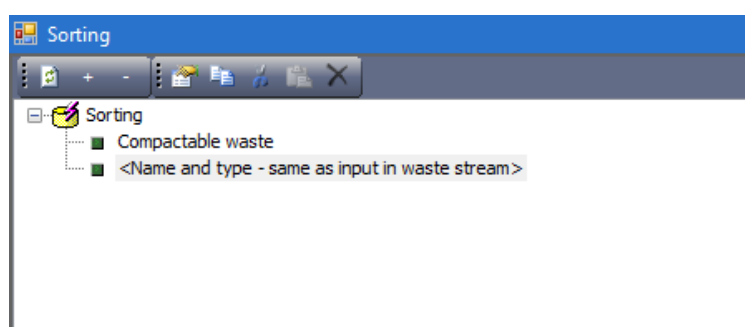 Sorting
+ -
Sorting
Compactable waste
<Name and type - same as input in waste stream>